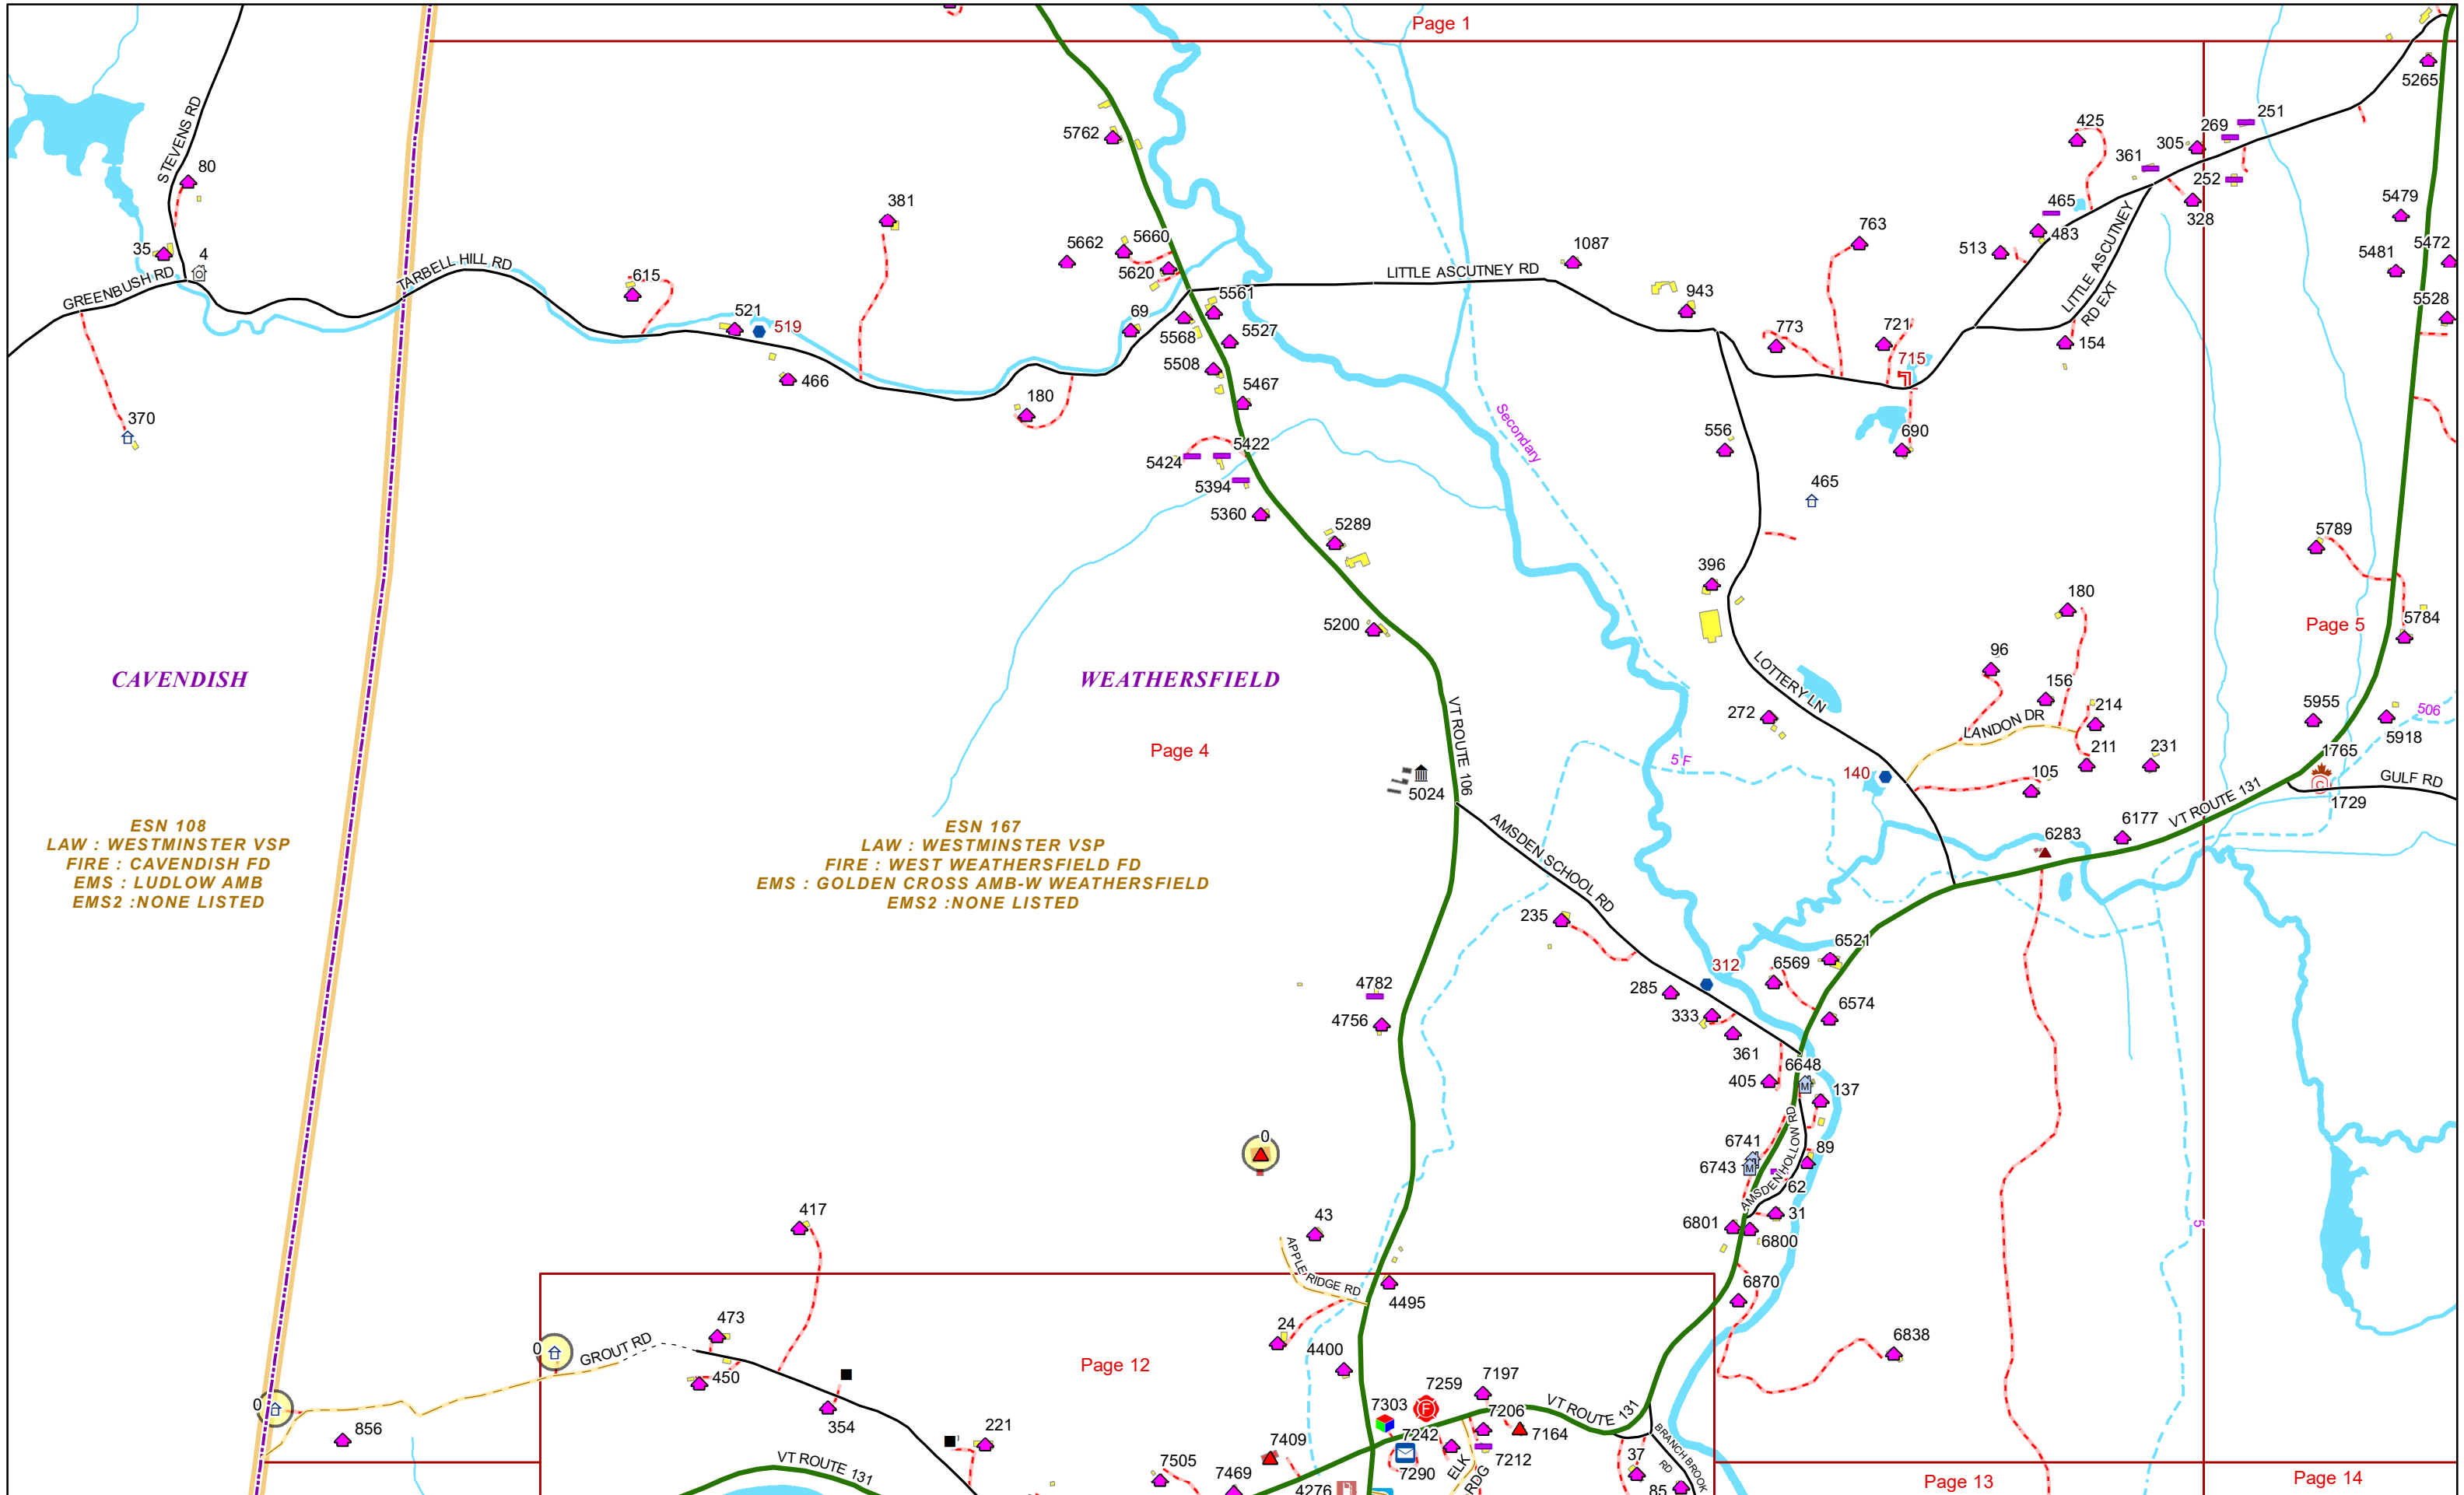 Page 1
5265
251
269
425
305
361
STEVENS RD
80
252
5762
328
465
381
5479
483
763
513
5660
5662
5472
35
4
5620
1087
5481
TARBELL HILL RD
LITTLE ASCUTNEY RD
LITTLE ASCUTNEY
RD EXT
GREENBUSH RD
615
5561
943
5528
521
519
69
5568
5527
773
721
154
715
5508
466
5467
180
370
Secondary
556
690
5422
5424
465
5394
5360
5289
5789
396
180
5200
5784
Page 5
96
CAVENDISH
WEATHERSFIELD
LOTTERY LN
156
214
5955
506
272
LANDON DR
5918
VT ROUTE 106
Page 4
211
231
1765
5 F
140
105
GULF RD
5024
1729
VT ROUTE 131
6177
ESN 108
LAW : WESTMINSTER VSP
FIRE : CAVENDISH FD
EMS : LUDLOW AMB
EMS2 :NONE LISTED
ESN 167
LAW : WESTMINSTER VSP
FIRE : WEST WEATHERSFIELD FD
EMS : GOLDEN CROSS AMB-W WEATHERSFIELD
EMS2 :NONE LISTED
AMSDEN SCHOOL RD
6283
235
6521
312
6569
4782
285
6574
333
4756
361
6648
M
405
137
AMSDEN HOLLOW RD
0
6741
89
6743
M
62
417
43
31
6801
6800
5
APPLE RIDGE RD
6870
4495
473
24
6838
0
GROUT RD
4400
Page 12
450
7197
7259
F
0
7303
7206
VT ROUTE 131
354
856
221
7409
7242
7164
BRANCH BROOK
RD
7212
37
VT ROUTE 131
7505
7469
7290
ELK
RDG
4276
85
Page 13
Page 14